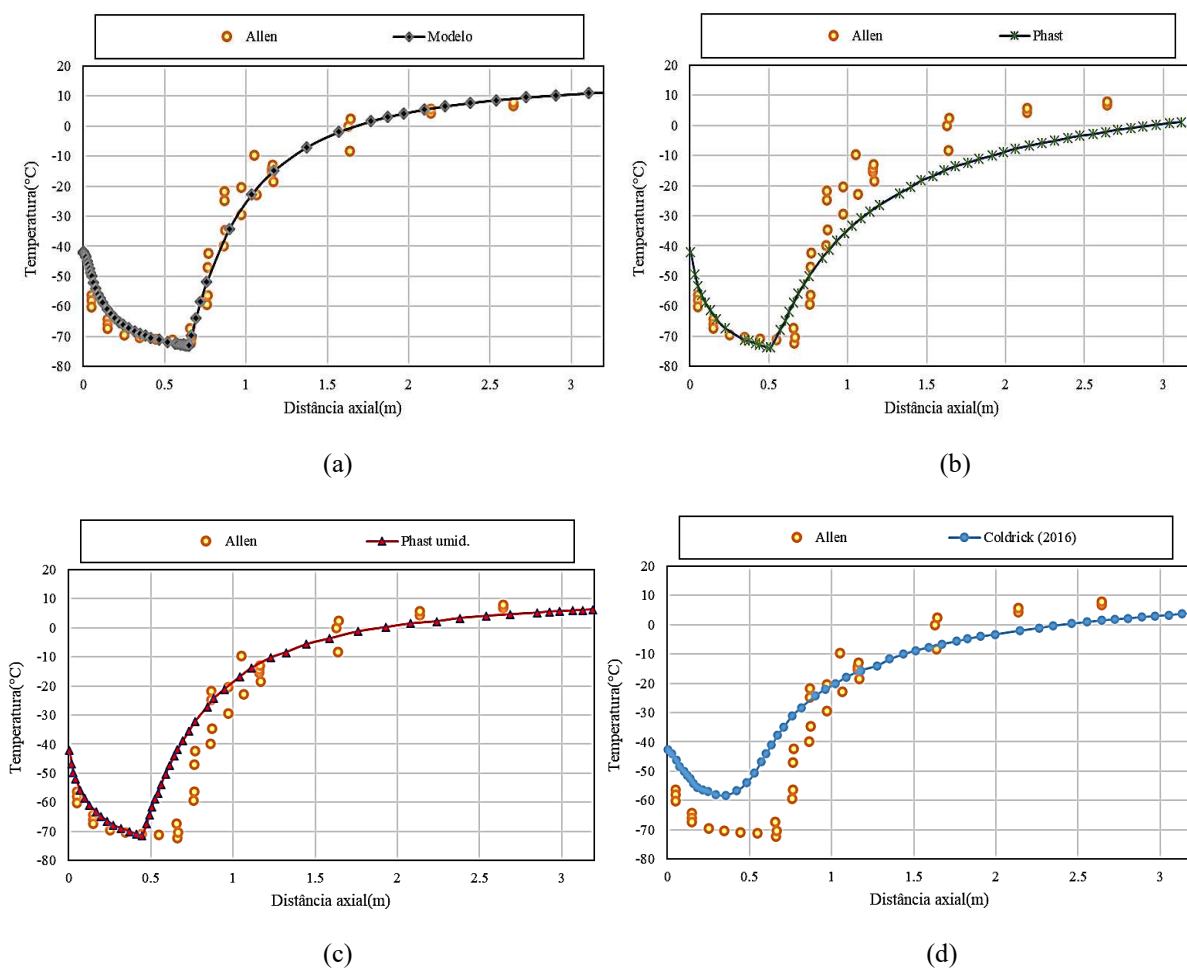 Allen Modelo
20
10
0
-10
-20
-30
-40
-50
-60
-70
-80
Temperatura(°C)
0 0.5 1 1.5 2 2.5 3
Distância axial(m)
(a)
Allen Phast
20
10
0
-10
-20
-30
-40
-50
-60
-70
-80
Temperatura(°C)
0 0.5 1 1.5 2 2.5 3
Distância axial(m)
(b)
Allen Phast umid.
20
10
0
-10
-20
-30
-40
-50
-60
-70
-80
Temperatura(°C)
0 0.5 1 1.5 2 2.5 3
Distância axial(m)
(c)
Allen Coldrick (2016)
20
10
0
-10
-20
-30
-40
-50
-60
-70
-80
Temperatura(°C)
0 0.5 1 1.5 2 2.5 3
Distância axial(m)
(d)